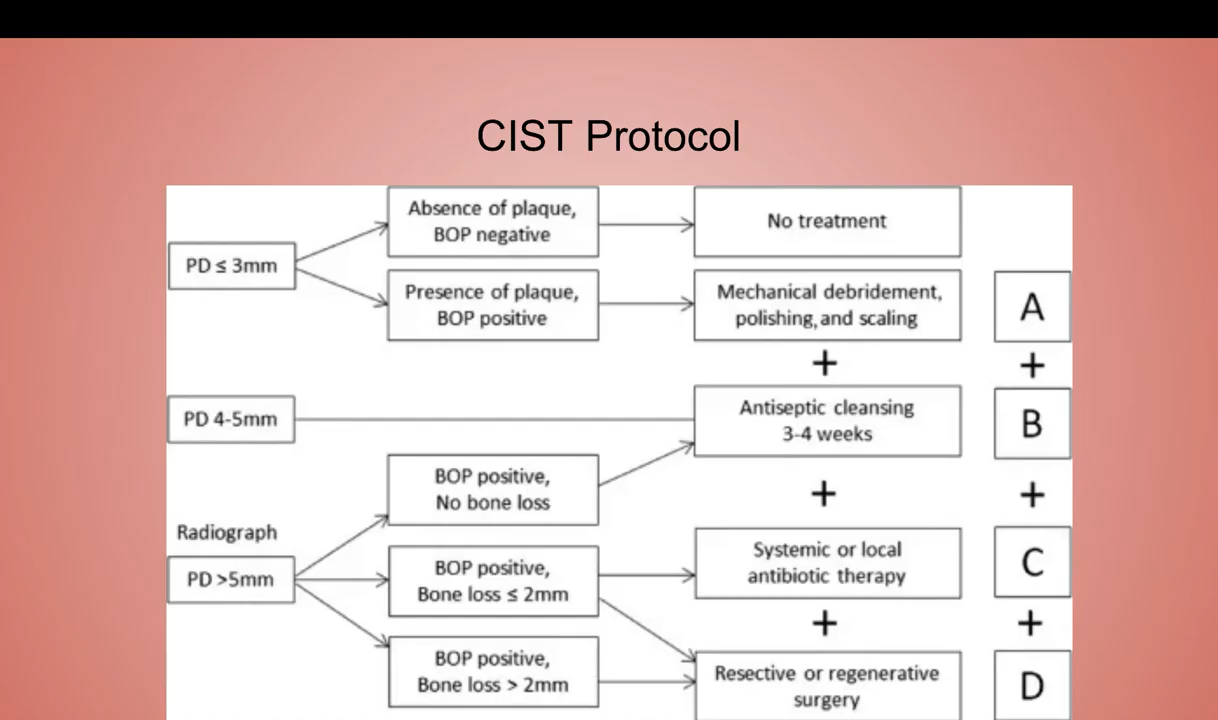 CIST Protocol
Absence of plaque,
BOP negative
No treatment
PD ≤ 3mm
Presence of plaque,
BOP positive
Mechanical debridement,
polishing, and scaling
A
+
+
PD 4-5mm
Antiseptic cleansing
3-4 weeks
B
BOP positive,
No bone loss
+
+
Radiograph
PD >5mm
BOP positive,
Bone loss ≤ 2mm
Systemic or local
antibiotic therapy
C
+
+
BOP positive,
Bone loss > 2mm
Resective or regenerative
surgery
D